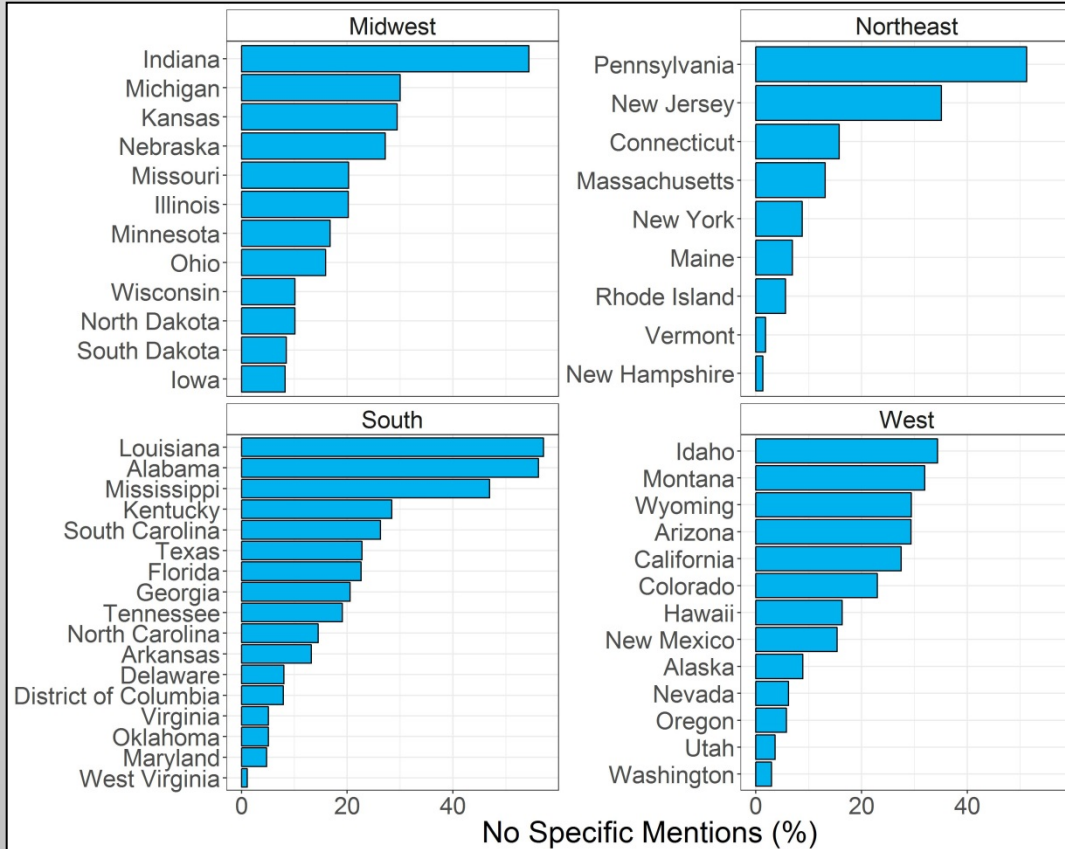 Midwest
Indiana
Michigan
Kansas
Nebraska
Missouri
Illinois
Minnesota
Ohio
Wisconsin
North Dakota
South Dakota
Iowa
Northeast
Pennsylvania
New Jersey
Connecticut
Massachusetts
New York
Maine
Rhode Island
Vermont
New Hampshire
South
Louisiana
Alabama
Mississippi
Kentucky
South Carolina
Texas
Florida
Georgia
Tennessee
North Carolina
Arkansas
Delaware
District of Columbia
Virginia
Oklahoma
Maryland
West Virginia
0 20 40
West
Idaho
Montana
Wyoming
Arizona
California
Colorado
Hawaii
New Mexico
Alaska
Nevada
Oregon
Utah
Washington
0 20 40
No Specific Mentions (%)